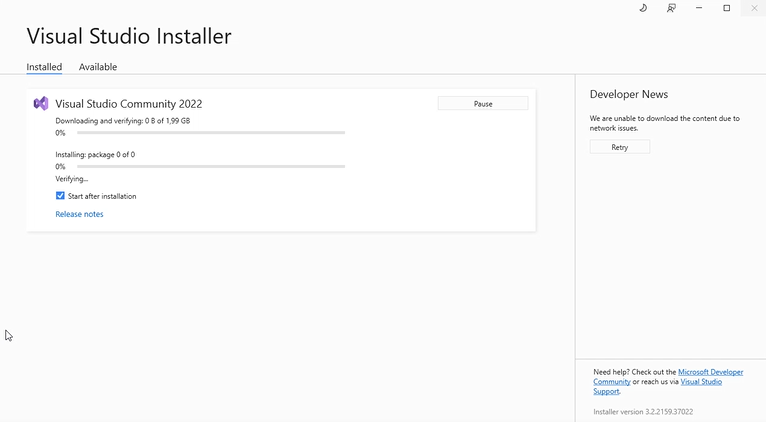 Visual Studio Installer
Installed Available
Visual Studio Community 2022
Pause
Downloading and verifying: 0 B of 1,99 GB
0%
Installing: package 0 of 0
0%
Verifying...
Start after installation
Release notes
Developer News
We are unable to download the content due to
network issues.
Retry
Need help? Check out the Microsoft Developer
Community or reach us via Visual Studio
Support.
Installer version 3.2.2159.37022